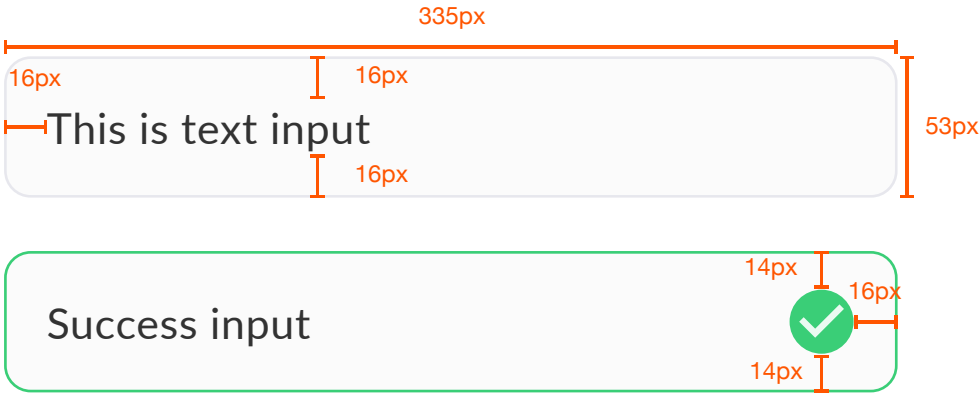 335px
16px
16px
This is text input
53px
16px
14px
16px
Success input
14px